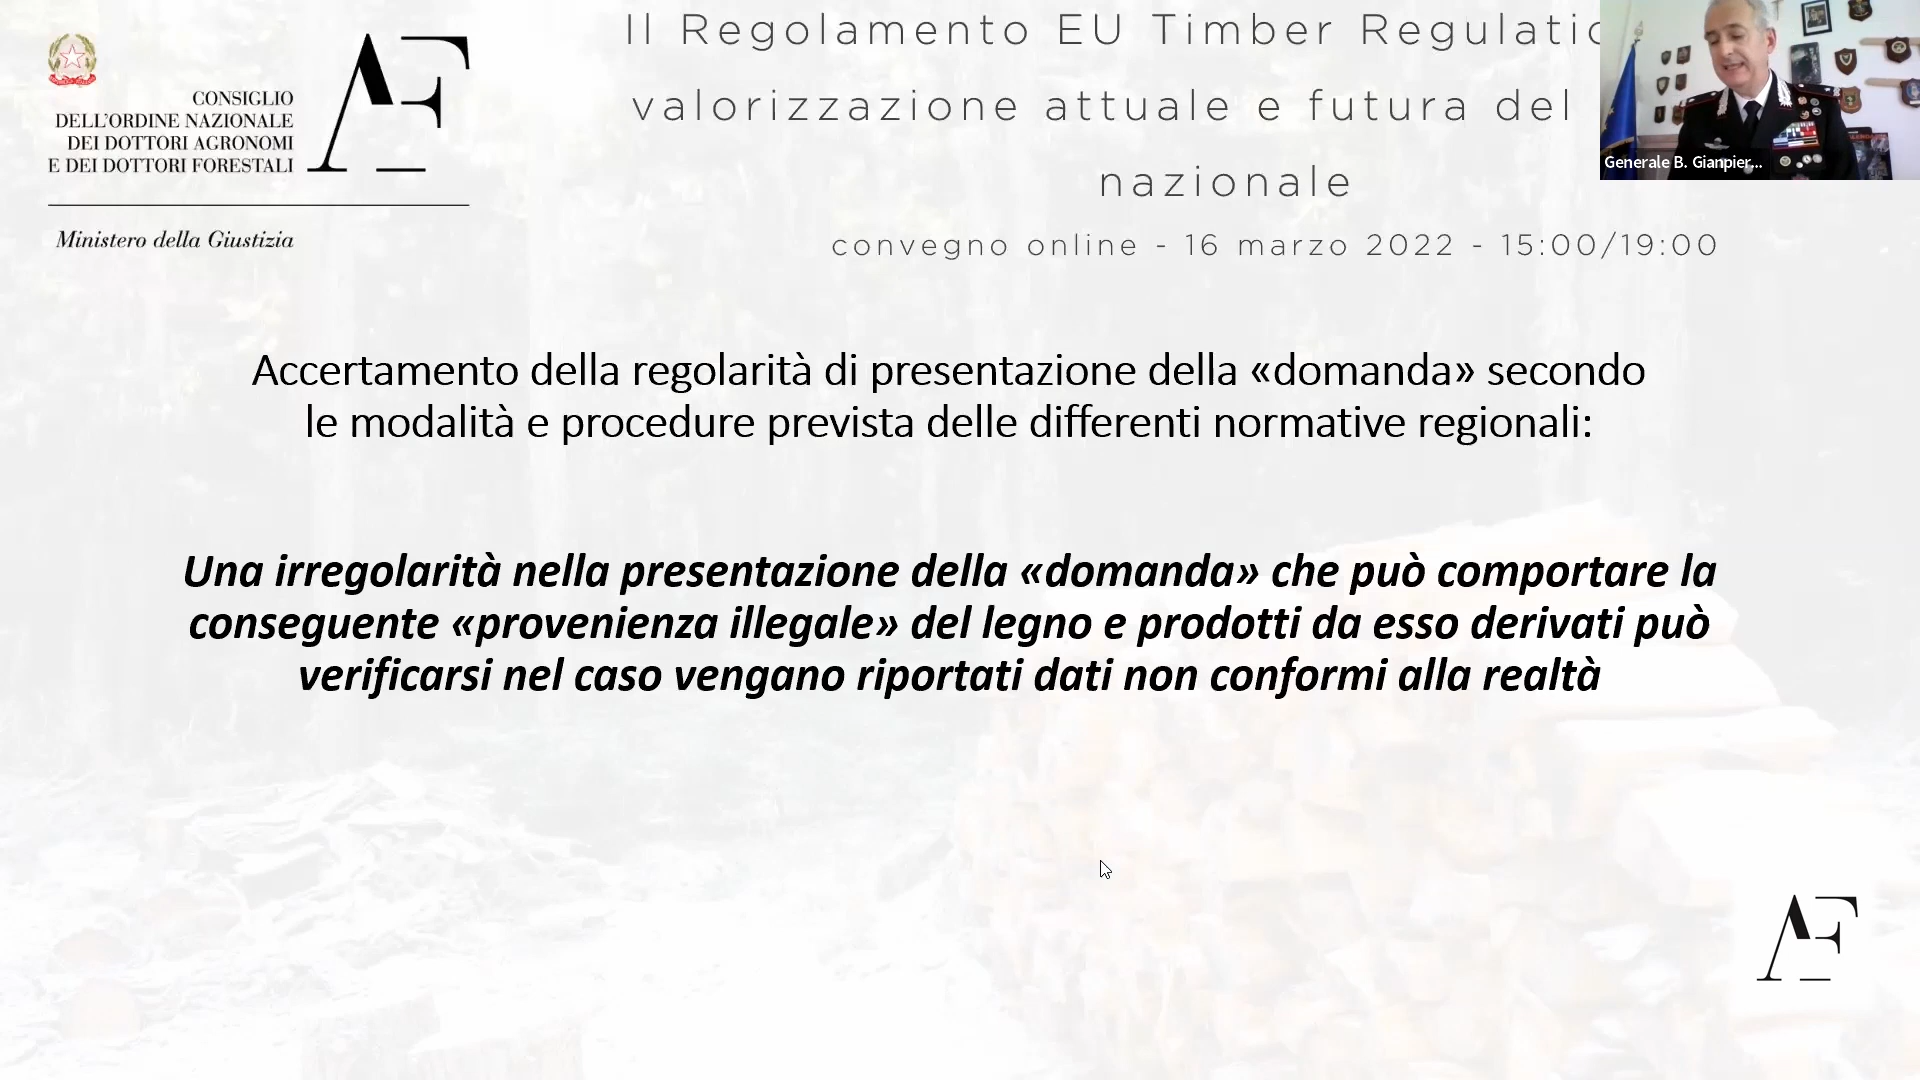 CONSIGLIO
DELL'ORDINE NAZIONALE
DEI DOTTORI AGRONOMI
E DEI DOTTORI FORESTALI
Ministero della Giustizia
AF
Il Regolamento EU Timber Regulatio
valorizzazione attuale e futura del
nazionale
convegno online - 16 marzo 2022 - 15:00/19:00
Generale B. Gianpier...
Accertamento della regolarità di presentazione della «domanda» secondo
le modalità e procedure prevista delle differenti normative regionali:
Una irregolarità nella presentazione della «domanda» che può comportare la
conseguente «provenienza illegale» del legno e prodotti da esso derivati può
verificarsi nel caso vengano riportati dati non conformi alla realtà
AF